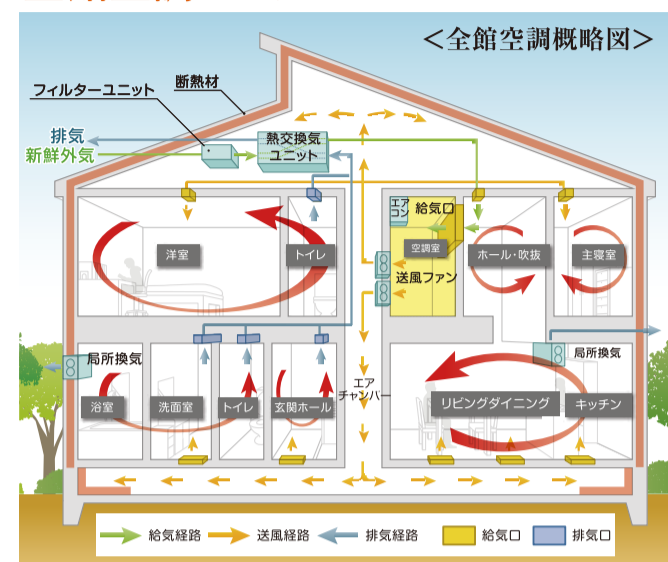 <全館空調概略図>
フィルターユニット
断熱材
排気
新鮮外気
熱交換気
ユニット
エア
コン
給気口
空調室
送風ファン
洋室
トイレ
ホール・吹抜
主寝室
局所換気
局所換気
エア
チャンバー
浴室
洗面室
トイレ
玄関ホール
リビングダイニング
キッチン
給気経路
送風経路
排気経路
給気口
排気口